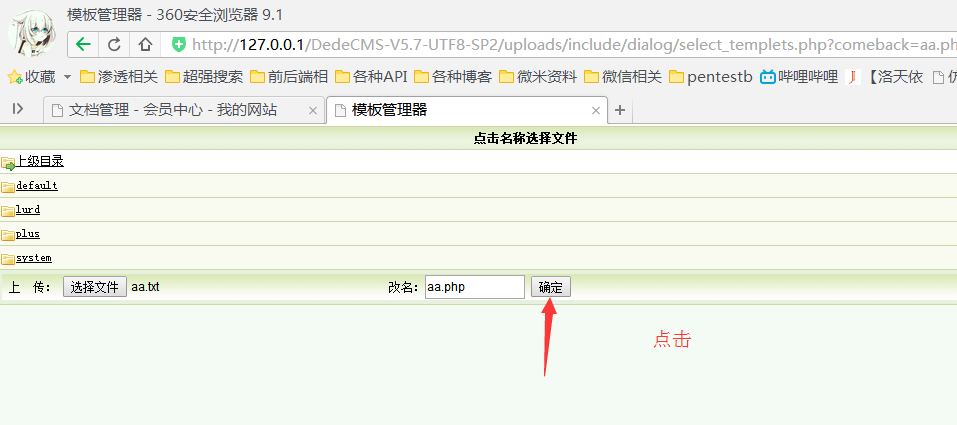 模板管理器 - 360安全浏览器 9.1
http://127.0.0.1/DedeCMS-V5.7-UTF8-SP2/uploads/include/dialog/select_templets.php?comeback=aa.ph
收藏 渗透相关 超强搜索 前后端相 各种API 各种博客 微米资料 微信相关 pentestb 哔哩哔哩 【洛天依
文档管理 - 会员中心 - 我的网站 模板管理器
点击名称选择文件
上级目录
default
lurd
plus
system
上 传： 选择文件 aa.txt 改名： aa.php 确定
点击